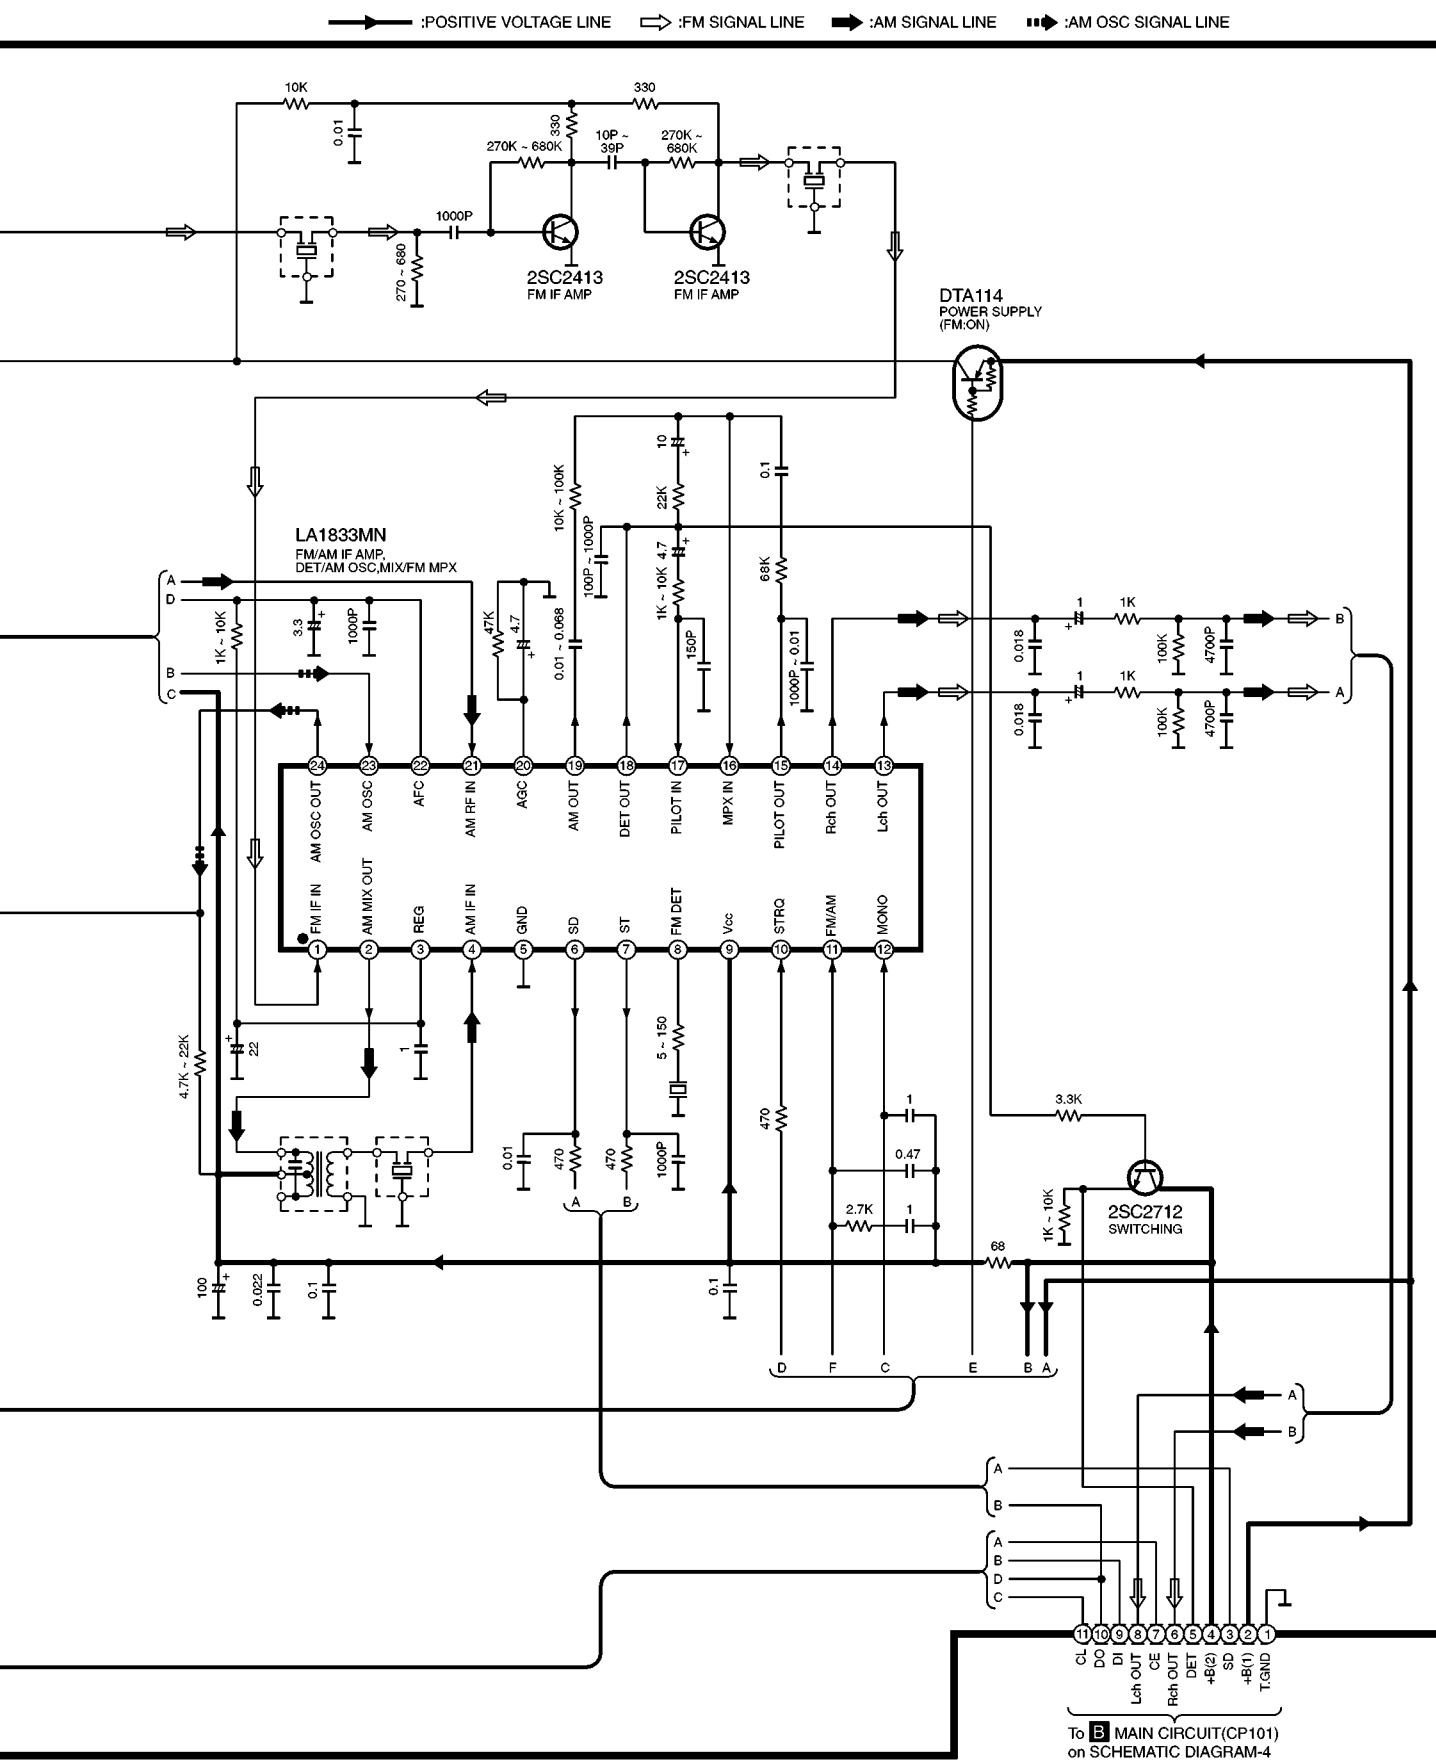 :POSITIVE VOLTAGE LINE :FM SIGNAL LINE :AM SIGNAL LINE :AM OSC SIGNAL LINE
10K
330
0.01
330
270K ~ 680K
10P ~
39P
270K ~
680K
1000P
270 ~ 680
2SC2413
FM IF AMP
2SC2413
FM IF AMP
DTA114
POWER SUPPLY
(FM:ON)
10
+
22K
10K ~ 100K
0.1
LA1833MN
FM/AM IF AMP,
DET/AM OSC,MIX/FM MPX
100P ~ 1000P
4.7
+
1K ~ 10K
68K
A
D
B
C
1K ~ 10K
3.3
+
1000P
47K
4.7
+
0.01 ~ 0.068
150P
1000P ~ 0.01
0.018
1
+
1K
100K
4700P
B
0.018
1
+
1K
100K
4700P
A
24 23 22 21 20 19 18 17 16 15 14 13
AM OSC OUT
AM OSC
AFC
AM RF IN
AGC
AM OUT
DET OUT
PILOT IN
MPX IN
PILOT OUT
Rch OUT
Lch OUT
FM IF IN
AM MIX OUT
REG
AM IF IN
GND
SD
ST
FM DET
Vcc
STRQ
FM/AM
MONO
1 2 3 4 5 6 7 8 9 10 11 12
4.7K ~ 22K
+
22
1
5 ~ 150
0.01
470
470
1000P
A B
470
1
0.47
2.7K
1
3.3K
1K ~ 10K
2SC2712
SWITCHING
68
100
+
0.022
0.1
0.1
D F C E B A
A
B
A
B
A
B
D
C
11 10 9 8 7 6 5 4 3 2 1
CL
DO
DI
Lch OUT
CE
Rch OUT
DET
+B(2)
SD
+B(1)
T.GND
To B MAIN CIRCUIT(CP101)
on SCHEMATIC DIAGRAM-4